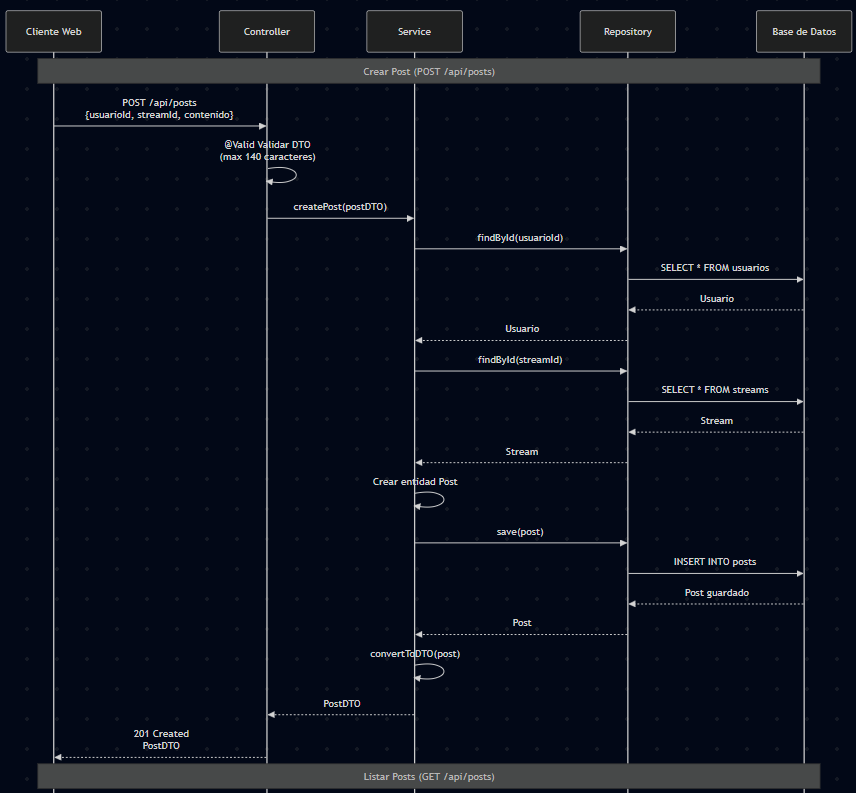 Cliente Web
Controller
Service
Repository
Base de Datos
Crear Post (POST /api/posts)
POST /api/posts
{usuarioId, streamId, contenido}
@Valid Validar DTO
(max 140 caracteres)
createPost(postDTO)
findById(usuarioId)
SELECT * FROM usuarios
Usuario
Usuario
findById(streamId)
SELECT * FROM streams
Stream
Stream
Crear entidad Post
save(post)
INSERT INTO posts
Post guardado
Post
convertToDTO(post)
PostDTO
201 Created
PostDTO
Listar Posts (GET /api/posts)